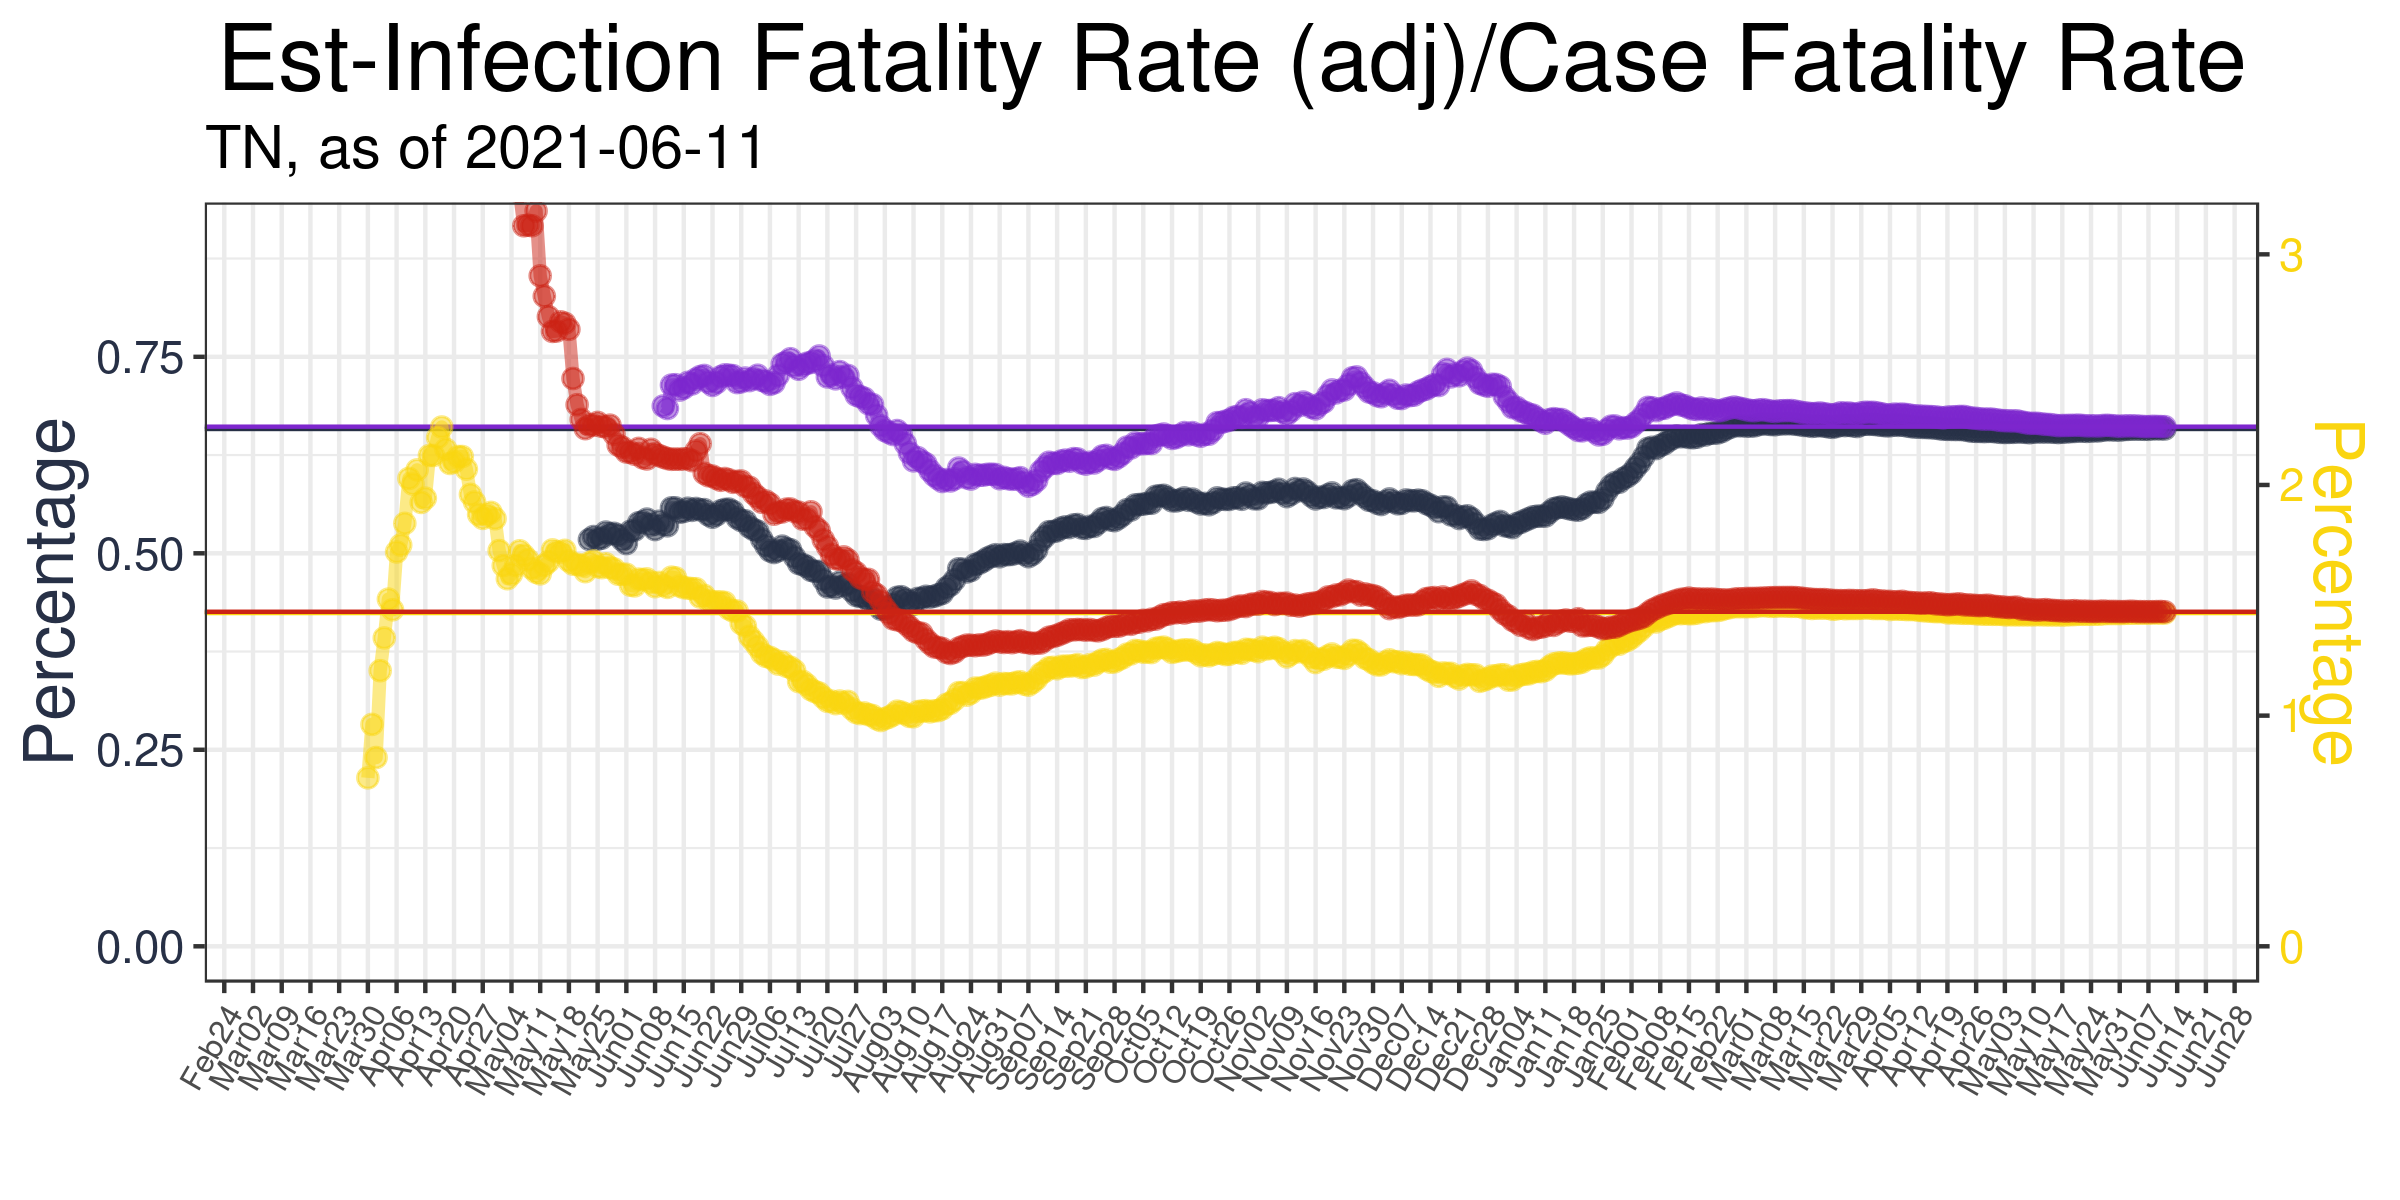 Est-Infection Fatality Rate (adj)/Case Fatality Rate
TN, as of 2021-06-11
Percentage
0.75
0.50
0.25
0.00
3
2
1
0
Percentage
Feb24
Mar02
Mar09
Mar16
Mar23
Mar30
Apr06
Apr13
Apr20
Apr27
May04
May11
May18
May25
Jun01
Jun08
Jun15
Jun22
Jun29
Jul06
Jul13
Jul20
Jul27
Aug03
Aug10
Aug17
Aug24
Aug31
Sep07
Sep14
Sep21
Sep28
Oct05
Oct12
Oct19
Oct26
Nov02
Nov09
Nov16
Nov23
Nov30
Dec07
Dec14
Dec21
Dec28
Jan04
Jan11
Jan18
Jan25
Feb01
Feb08
Feb15
Feb22
Mar01
Mar08
Mar15
Mar22
Mar29
Apr05
Apr12
Apr19
Apr26
May03
May10
May17
May24
May31
Jun07
Jun14
Jun21
Jun28